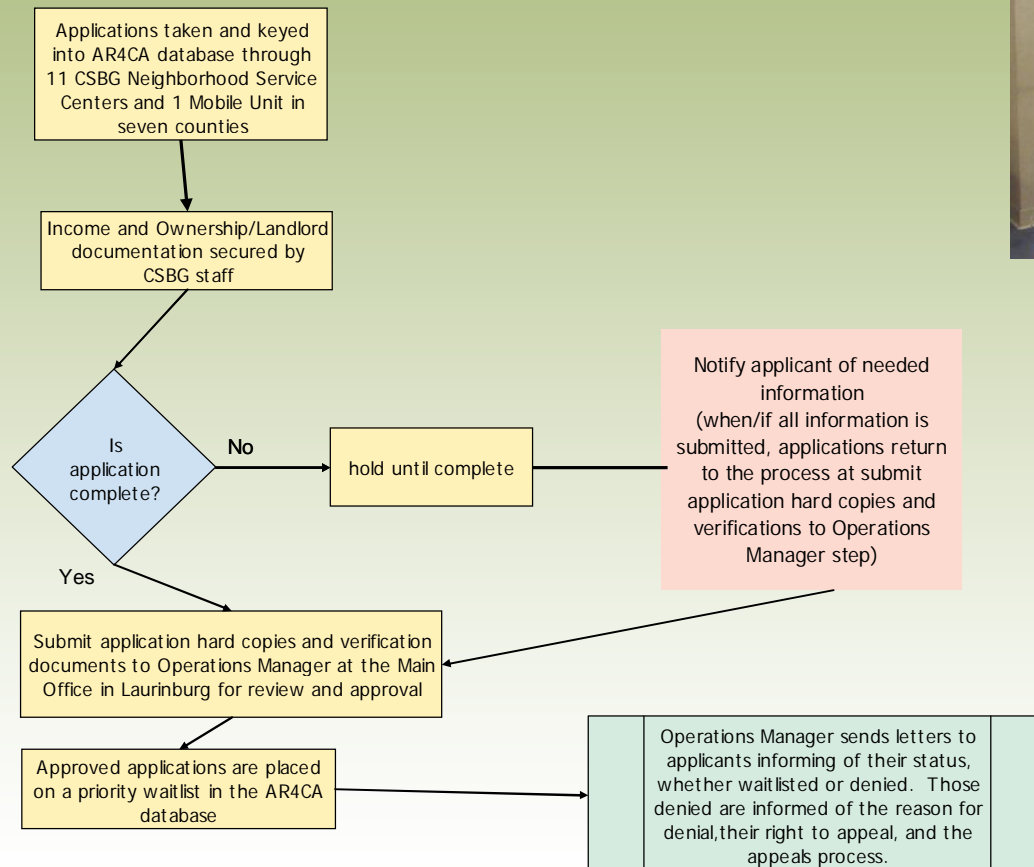 Applications taken and keyed
into AR4CA database through
11 CSBG Neighborhood Service
Centers and 1 Mobile Unit in
seven counties
Income and Ownership/Landlord
documentation secured by
CSBG staff
Is
application
complete?
No
hold until complete
Notify applicant of needed
information
(when/if all information is
submitted, applications return
to the process at submit
application hard copies and
verifications to Operations
Manager step)
Yes
Submit application hard copies and verification
documents to Operations Manager at the Main
Office in Laurinburg for review and approval
Approved applications are placed
on a priority waitlist in the AR4CA
database
Operations Manager sends letters to
applicants informing of their status,
whether waitlisted or denied. Those
denied are informed of the reason for
denial,their right to appeal, and the
appeals process.